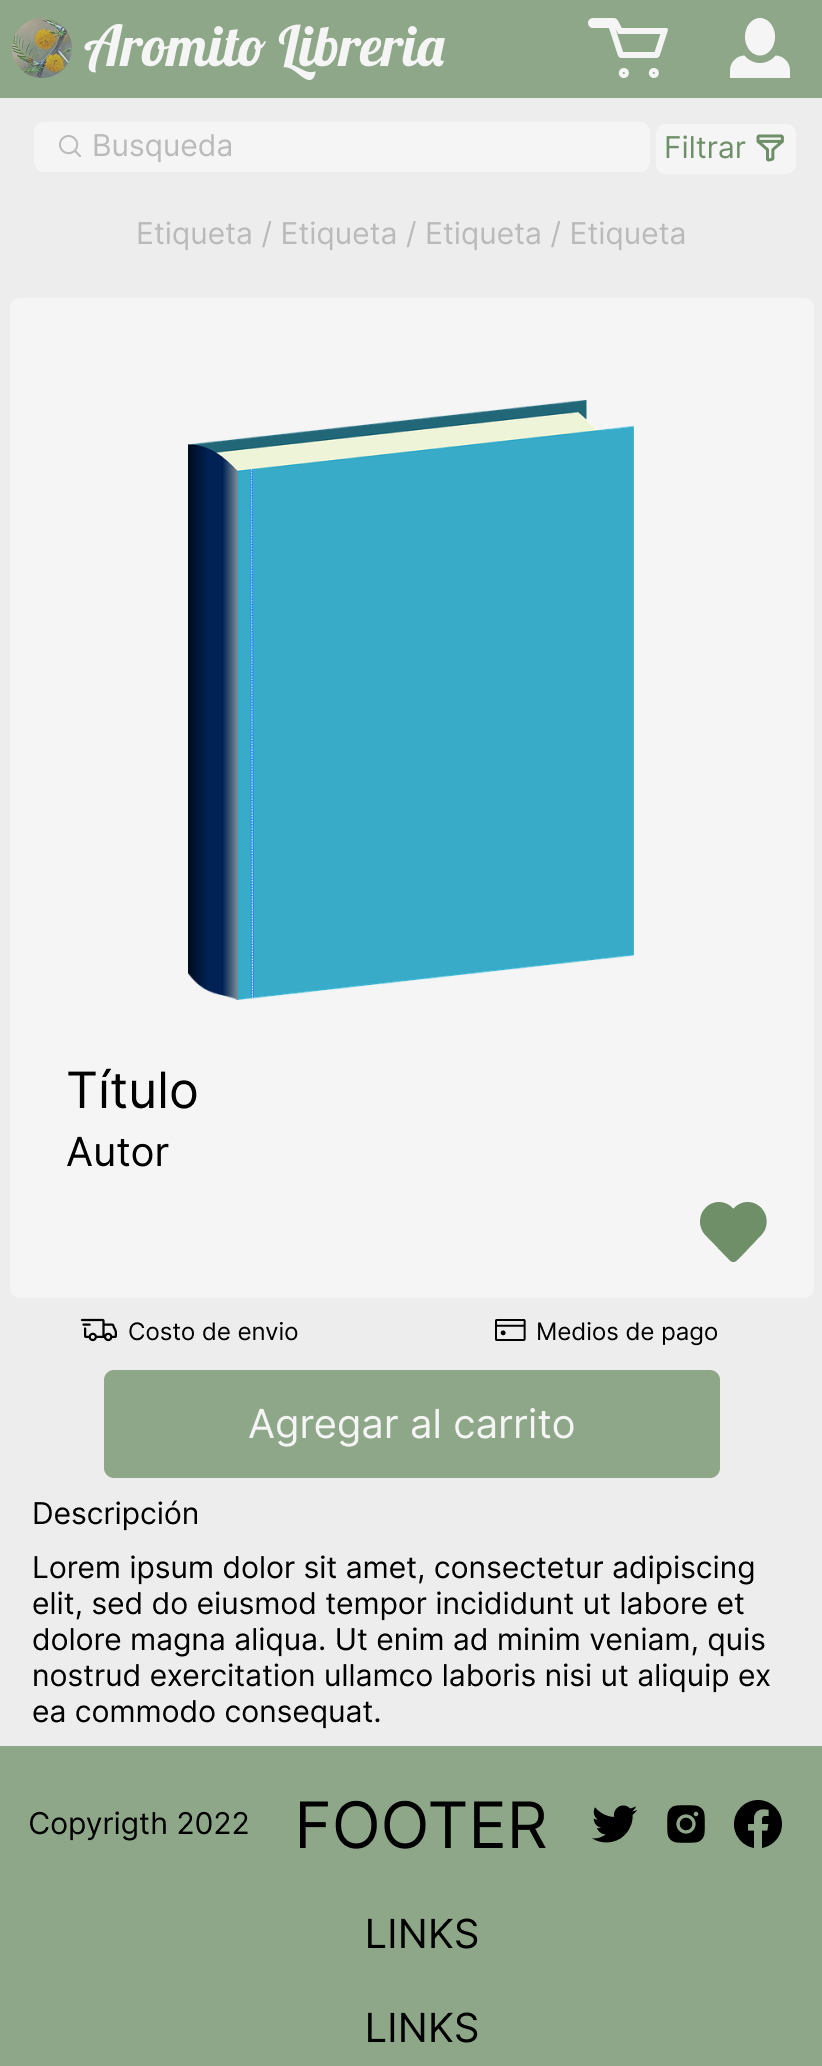 Aromito Libreria
Busqueda
Filtrar
Etiqueta / Etiqueta / Etiqueta / Etiqueta
Título
Autor
Costo de envio
Medios de pago
Agregar al carrito
Descripción
Lorem ipsum dolor sit amet, consectetur adipiscing
elit, sed do eiusmod tempor incididunt ut labore et
dolore magna aliqua. Ut enim ad minim veniam, quis
nostrud exercitation ullamco laboris nisi ut aliquip ex
ea commodo consequat.
Copyrigth 2022
FOOTER
LINKS
LINKS